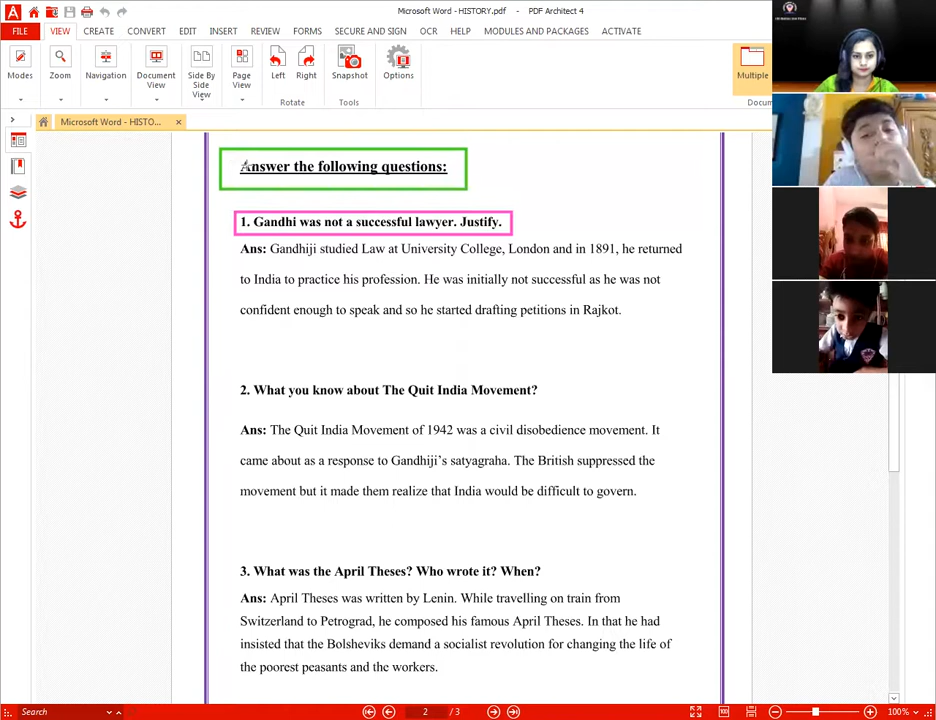 Microsoft Word - HISTORY.pdf - PDF Architect 4
FILE VIEW CREATE CONVERT EDIT INSERT REVIEW FORMS SECURE AND SIGN OCR HELP MODULES AND PACKAGES ACTIVATE
Modes Zoom Navigation Document View Side By Side View Page View Left Right Snapshot Options Multiple
Rotate Tools Docum
Microsoft Word - HISTO... ×
Answer the following questions:
1. Gandhi was not a successful lawyer. Justify.
Ans: Gandhiji studied Law at University College, London and in 1891, he returned
to India to practice his profession. He was initially not successful as he was not
confident enough to speak and so he started drafting petitions in Rajkot.
2. What you know about The Quit India Movement?
Ans: The Quit India Movement of 1942 was a civil disobedience movement. It
came about as a response to Gandhiji’s satyagraha. The British suppressed the
movement but it made them realize that India would be difficult to govern.
3. What was the April Theses? Who wrote it? When?
Ans: April Theses was written by Lenin. While travelling on train from
Switzerland to Petrograd, he composed his famous April Theses. In that he had
insisted that the Bolsheviks demand a socialist revolution for changing the life of
the poorest peasants and the workers.
Search 2 / 3 100%